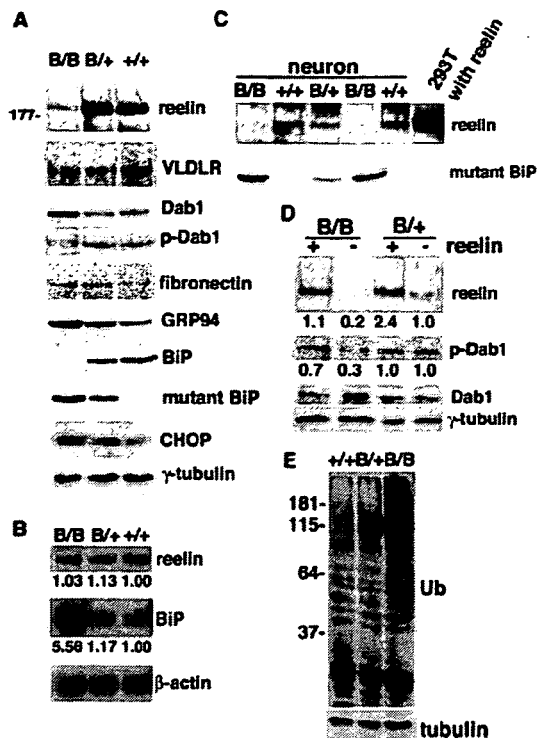 A
B/B B/+ +/+
177-
reelin
VLDLR
Dab1
p-Dab1
fibronectin
GRP94
BiP
mutant BiP
CHOP
γ-tubulin
B
B/B B/+ +/+
reelin
1.03 1.13 1.00
BiP
5.56 1.17 1.00
β-actin
C
neuron
293T
with reelin
B/B +/+ B/+ B/B +/+
reelin
mutant BiP
D
B/B B/+
+ - + - reelin
reelin
1.1 0.2 2.4 1.0
p-Dab1
0.7 0.3 1.0 1.0
Dab1
γ-tubulin
E
+/+ B/+ B/B
181-
115-
64-
37-
Ub
tubulin